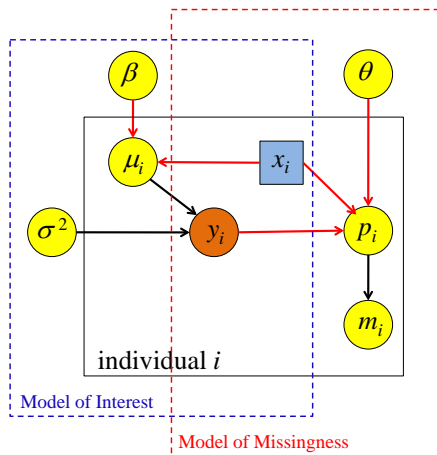 β
θ
μᵢ
xᵢ
σ²
yᵢ
pᵢ
mᵢ
individual i
Model of Interest
Model of Missingness